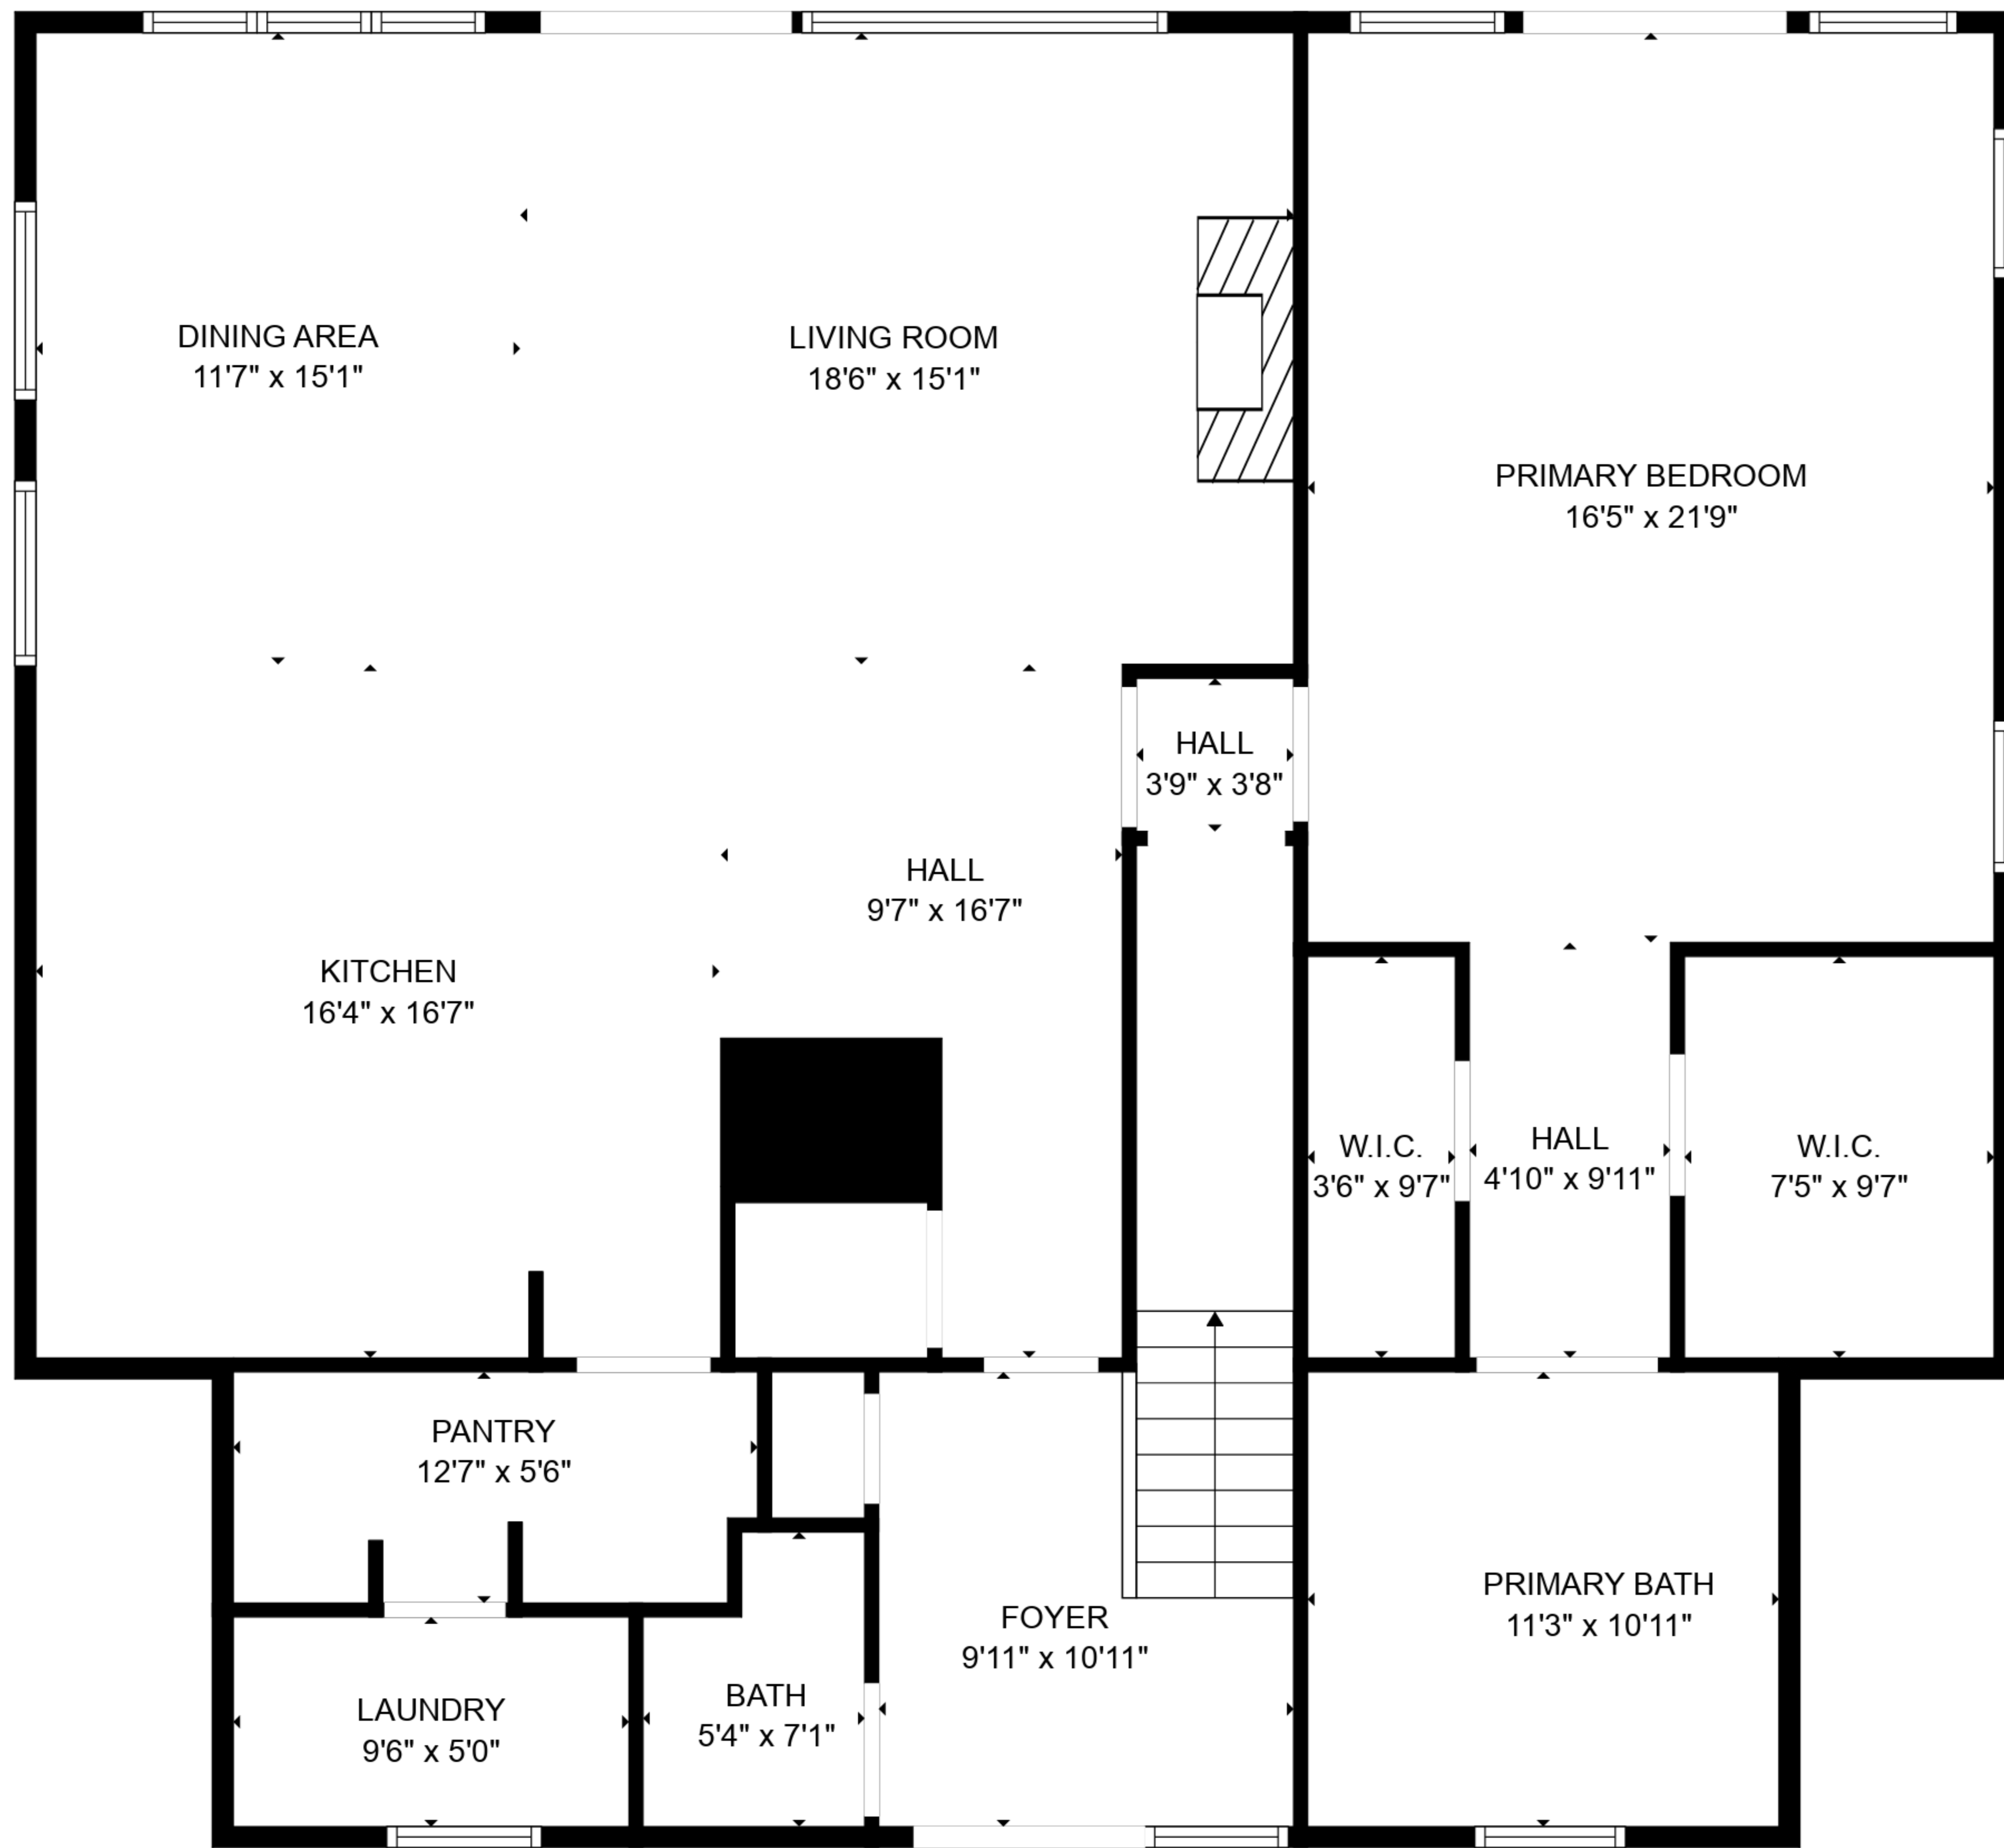 DINING AREA
11'7" x 15'1"
LIVING ROOM
18'6" x 15'1"
PRIMARY BEDROOM
16'5" x 21'9"
HALL
3'9" x 3'8"
HALL
9'7" x 16'7"
KITCHEN
16'4" x 16'7"
W.I.C.
3'6" x 9'7"
HALL
4'10" x 9'11"
W.I.C.
7'5" x 9'7"
PANTRY
12'7" x 5'6"
PRIMARY BATH
11'3" x 10'11"
FOYER
9'11" x 10'11"
BATH
5'4" x 7'1"
LAUNDRY
9'6" x 5'0"